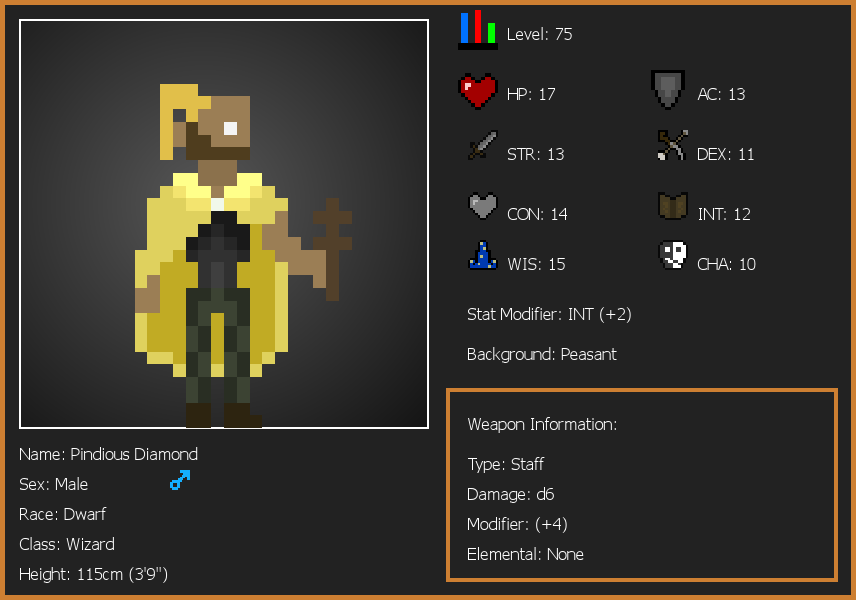 Level: 75
HP: 17
AC: 13
STR: 13
DEX: 11
CON: 14
INT: 12
WIS: 15
CHA: 10
Stat Modifier: INT (+2)
Background: Peasant
Weapon Information:
Type: Staff
Damage: d6
Modifier: (+4)
Elemental: None
Name: Pindious Diamond
Sex: Male
Race: Dwarf
Class: Wizard
Height: 115cm (3'9")